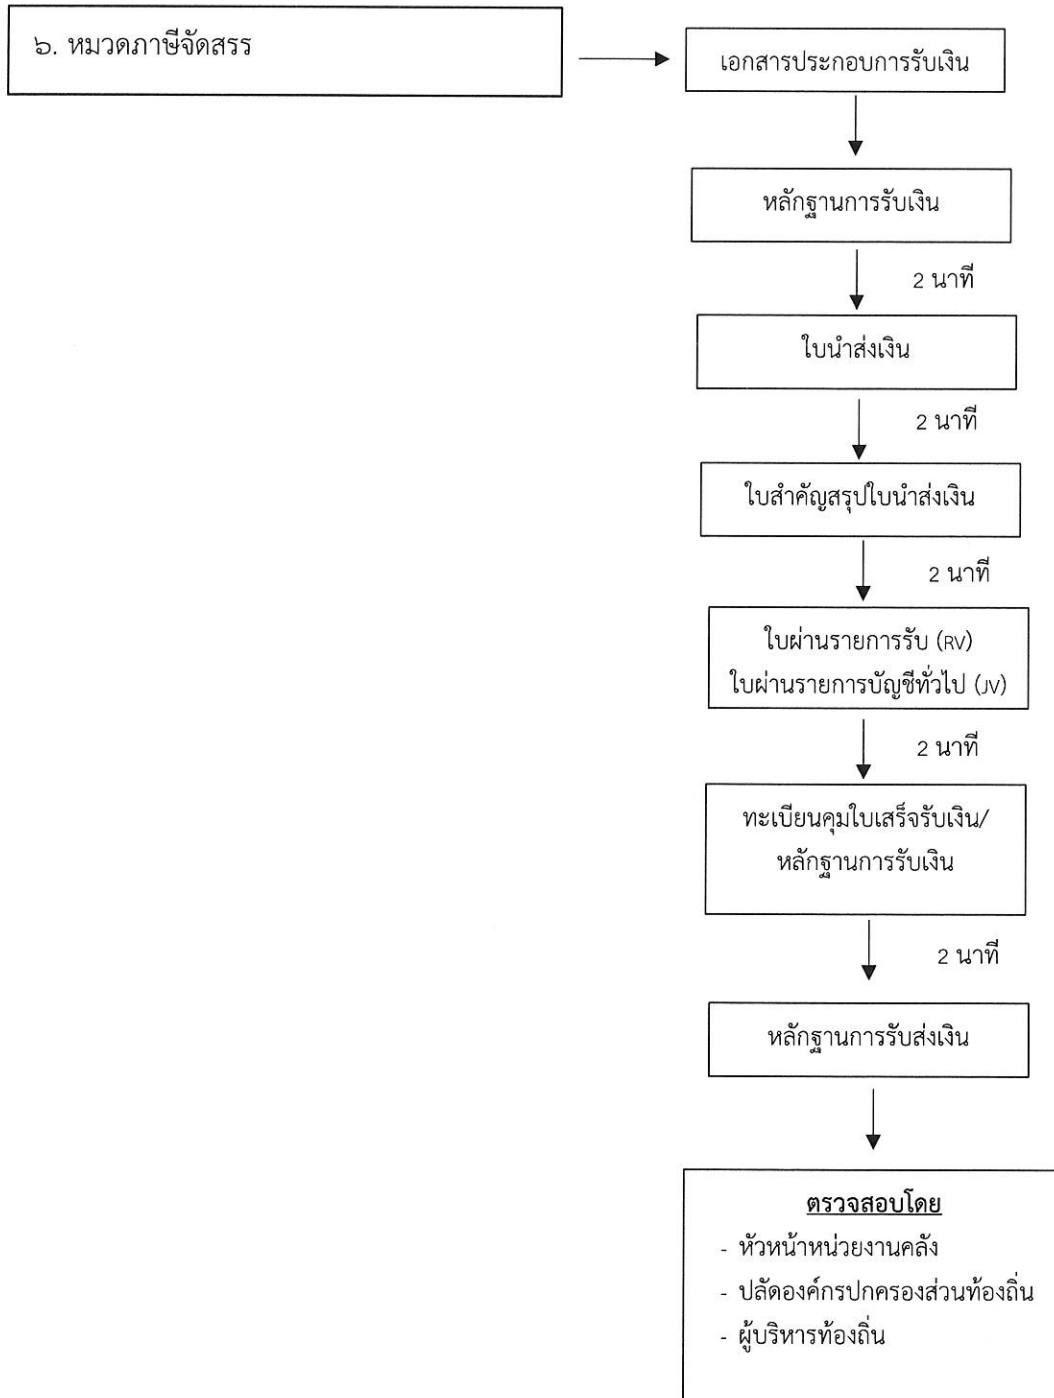 ๖. หมวดภาษีจัดสรร
เอกสารประกอบการรับเงิน
หลักฐานการรับเงิน
2 นาที
ใบนำส่งเงิน
2 นาที
ใบสำคัญสรุปใบนำส่งเงิน
2 นาที
ใบผ่านรายการรับ (RV)
ใบผ่านรายการบัญชีทั่วไป (JV)
2 นาที
ทะเบียนคุมใบเสร็จรับเงิน/
หลักฐานการรับเงิน
2 นาที
หลักฐานการรับส่งเงิน
ตรวจสอบโดย
- หัวหน้าหน่วยงานคลัง
- ปลัดองค์กรปกครองส่วนท้องถิ่น
- ผู้บริหารท้องถิ่น